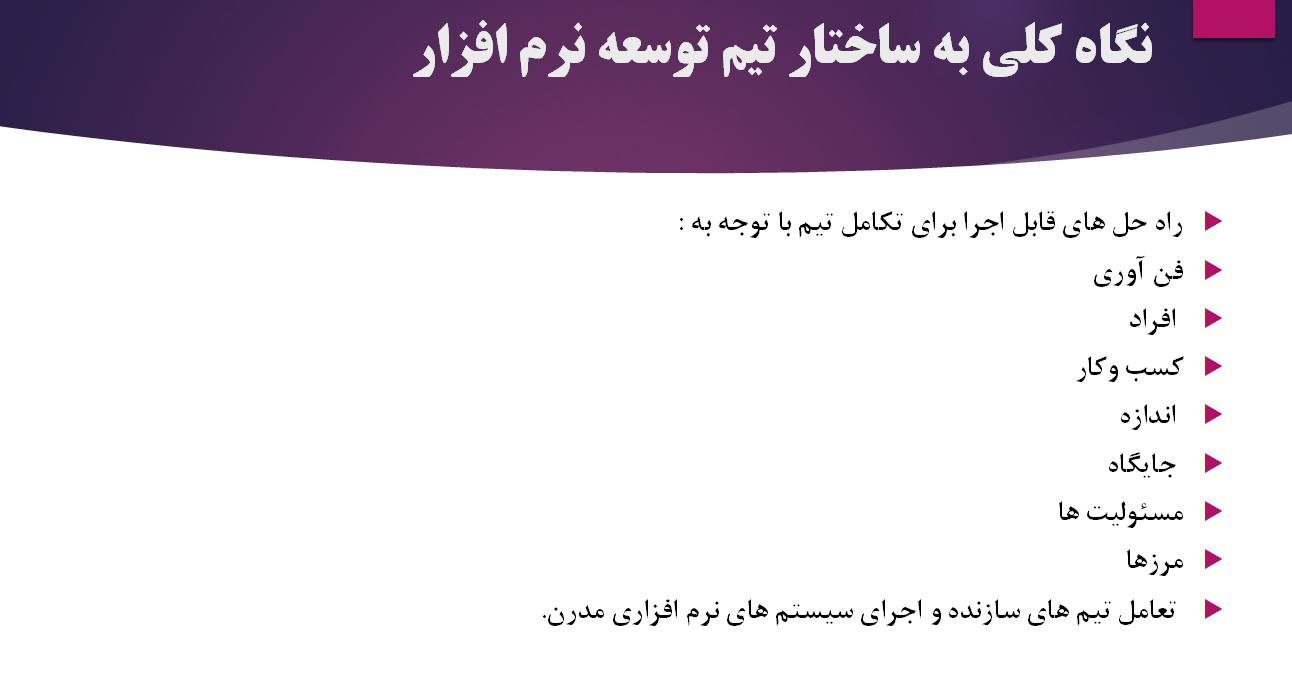 نگاه کلی به ساختار تیم توسعه نرم افزار
راه حل های قابل اجرا برای تکامل تیم با توجه به :
فن آوری
افراد
کسب وکار
اندازه
جایگاه
مسئولیت ها
مرزها
تعامل تیم های سازنده و اجرای سیستم های نرم افزاری مدرن.